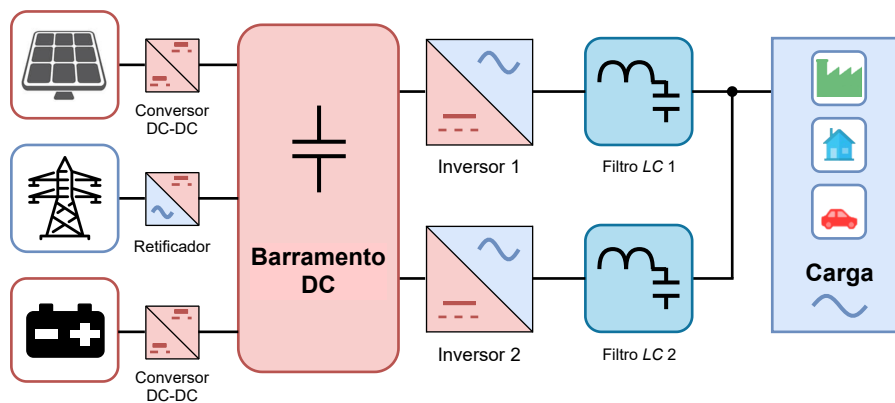 Conversor
DC-DC
Retificador
Conversor
DC-DC
Barramento
DC
Inversor 1
Filtro LC 1
Inversor 2
Filtro LC 2
Carga